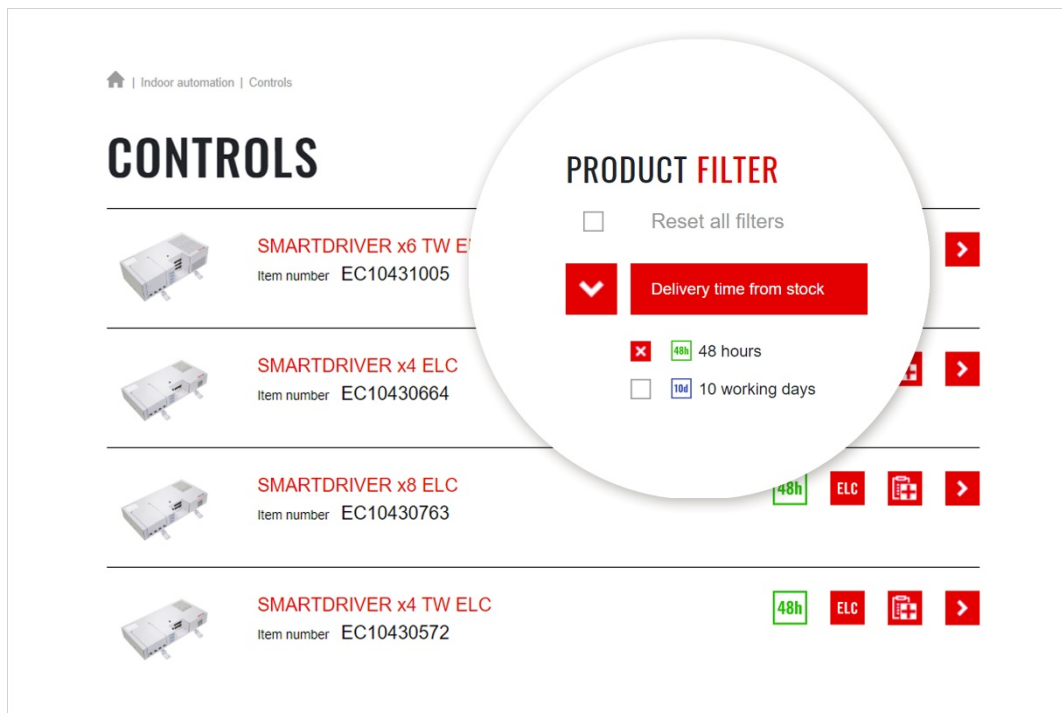 | Indoor automation | Controls
CONTROLS
SMARTDRIVER x6 TW
Item number EC10431005
SMARTDRIVER x4 ELC
Item number EC10430664
SMARTDRIVER x8 ELC
Item number EC10430763
48h ELC
SMARTDRIVER x4 TW ELC
Item number EC10430572
48h ELC
PRODUCT FILTER
Reset all filters
Delivery time from stock
48h 48 hours
10d 10 working days